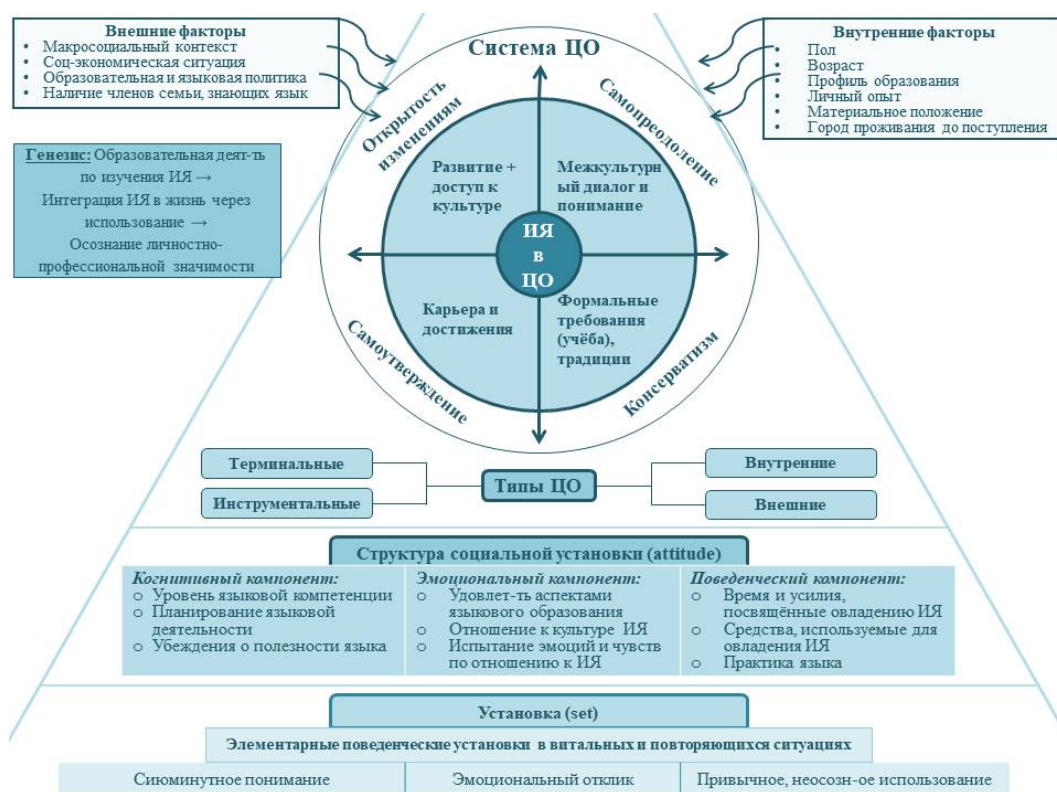 Внешние факторы
• Макросоциальный контекст
• Соц-экономическая ситуация
• Образовательная и языковая политика
• Наличие членов семьи, знающих язык
Внутренние факторы
• Пол
• Возраст
• Профиль образования
• Личный опыт
• Материальное положение
• Город проживания до поступления
Генезис: Образовательная деят-ть
по изучения ИЯ →
Интеграция ИЯ в жизнь через
использование →
Осознание личностно-
профессиональной значимости
Система ЦО
Открытость
изменениям
Самопреодоление
Развитие +
доступ к
культуре
Межкультурн
ый диалог и
понимание
ИЯ
в
ЦО
Карьера и
достижения
Формальные
требования
(учёба),
традиции
Самоутверждение
Консерватизм
Терминальные
Инструментальные
Типы ЦО
Внутренние
Внешние
Структура социальной установки (attitude)
Когнитивный компонент:
o Уровень языковой компетенции
o Планирование языковой
деятельности
o Убеждения о полезности языка
Эмоциональный компонент:
o Удовлет-ть аспектами
языкового образования
o Отношение к культуре ИЯ
o Испытание эмоций и чувств
по отношению к ИЯ
Поведенческий компонент:
o Время и усилия,
посвящённые овладению ИЯ
o Средства, используемые для
овладения ИЯ
o Практика языка
Установка (set)
Элементарные поведенческие установки в витальных и повторяющихся ситуациях
Сиюминутное понимание
Эмоциональный отклик
Привычное, неосозн-ое использование